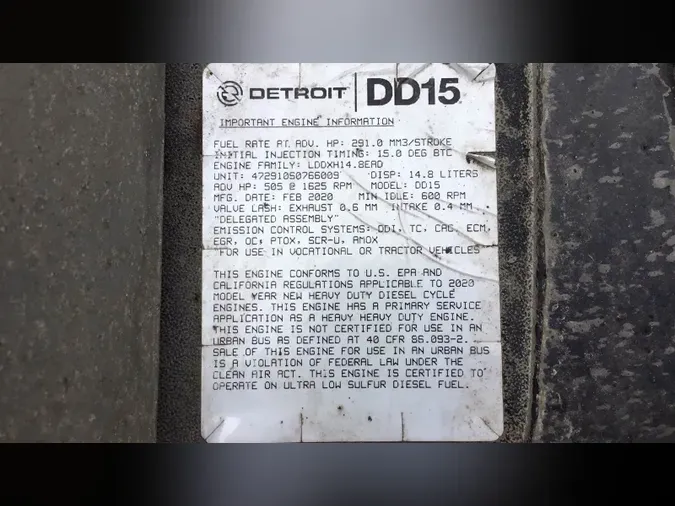 DETROIT DD15
IMPORTANT ENGINE INFORMATION
FUEL RATE AT ADV. HP: 291.0 MM3/STROKE
INITIAL INJECTION TIMING: 15.0 DEG BTC
ENGINE FAMILY: LDDXH14.8EAD
UNIT: 472910S0766009 DISP: 14.8 LITERS
ADV HP: 505 @ 1625 RPM MODEL: DD15
MFG. DATE: FEB 2020 MIN IDLE: 600 RPM
VALVE LASH: EXHAUST 0.6 MM INTAKE 0.4 MM
"DELEGATED ASSEMBLY"
EMISSION CONTROL SYSTEMS: DDI, TC, CAC, ECM,
EGR, OC, PTOX, SCR-U, AMOX
"FOR USE IN VOCATIONAL OR TRACTOR VEHICLES"
THIS ENGINE CONFORMS TO U.S. EPA AND
CALIFORNIA REGULATIONS APPLICABLE TO 2020
MODEL YEAR NEW HEAVY DUTY DIESEL CYCLE
ENGINES. THIS ENGINE HAS A PRIMARY SERVICE
APPLICATION AS A HEAVY HEAVY DUTY ENGINE.
THIS ENGINE IS NOT CERTIFIED FOR USE IN AN
URBAN BUS AS DEFINED AT 40 CFR 86.093-2.
SALE OF THIS ENGINE FOR USE IN AN URBAN BUS
IS A VIOLATION OF FEDERAL LAW UNDER THE
CLEAN AIR ACT. THIS ENGINE IS CERTIFIED TO
OPERATE ON ULTRA LOW SULFUR DIESEL FUEL.